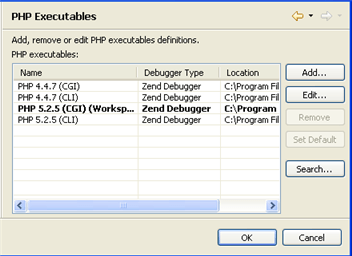 PHP Executables
Add, remove or edit PHP executables definitions.
PHP executables:
Name Debugger Type Location
PHP 4.4.7 (CGI) Zend Debugger C:\Program Fil
PHP 4.4.7 (CLI) Zend Debugger C:\Program Fil
PHP 5.2.5 (CGI) (Worksp... Zend Debugger C:\Program
PHP 5.2.5 (CLI) Zend Debugger C:\Program Fil
Add...
Edit...
Remove
Set Default
Search...
OK Cancel